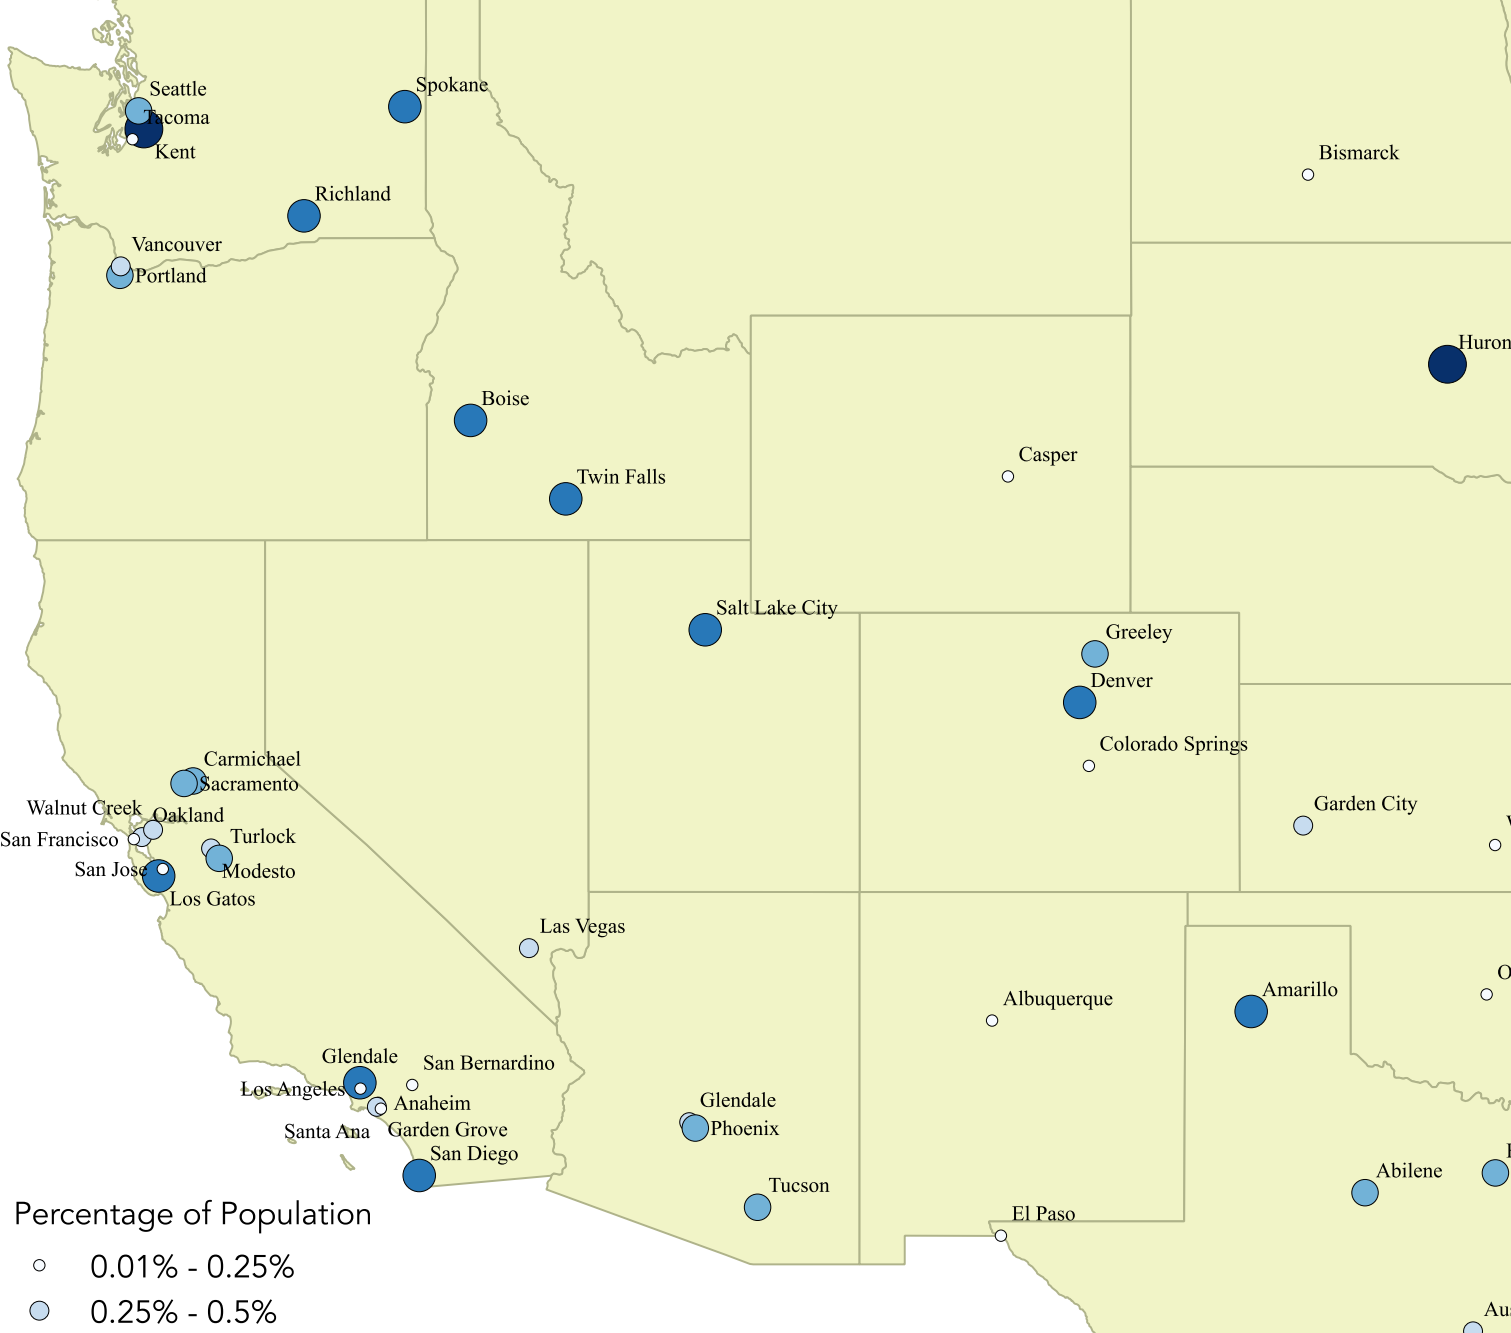 Seattle
Spokane
Tacoma
Kent
Bismarck
Richland
Vancouver
Portland
Huron
Boise
Casper
Twin Falls
Salt Lake City
Greeley
Denver
Colorado Springs
Carmichael
Sacramento
Walnut Creek
Oakland
Garden City
San Francisco
Turlock
San Jose
Modesto
Los Gatos
Las Vegas
Albuquerque
Amarillo
Glendale
San Bernardino
Los Angeles
Anaheim
Glendale
Santa Ana
Garden Grove
Phoenix
San Diego
Abilene
Tucson
El Paso
Percentage of Population
0.01% - 0.25%
0.25% - 0.5%